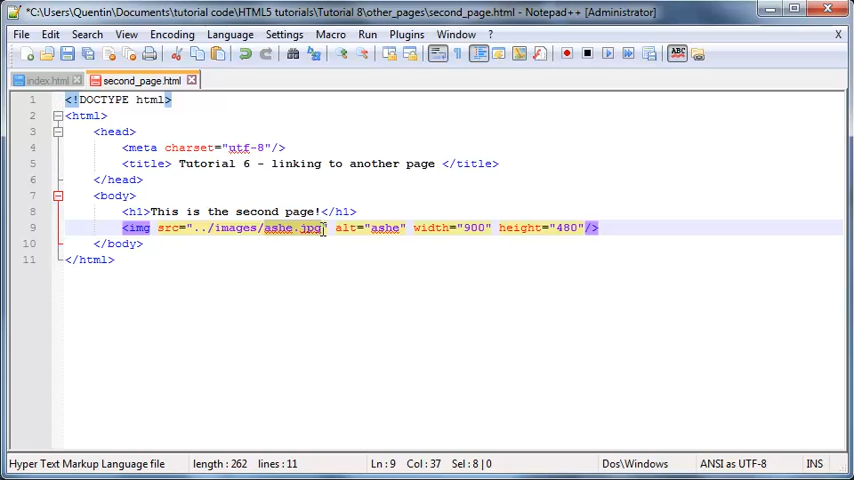 *C:\Users\Quentin\Documents\tutorial code\HTML5 tutorials\Tutorial 8\other_pages\second_page.html - Notepad++ [Administrator]
File Edit Search View Encoding Language Settings Macro Run Plugins Window ? X
ABC
index.html second_page.html
1 <!DOCTYPE html>
2 <html>
3 <head>
4 <meta charset="utf-8"/>
5 <title> Tutorial 6 - linking to another page </title>
6 </head>
7 <body>
8 <h1>This is the second page!</h1>
9 <img src="../images/ashe.jpg" alt="ashe" width="900" height="480"/>
10 </body>
11 </html>
Hyper Text Markup Language file length : 262 lines : 11 Ln : 9 Col : 37 Sel : 8 | 0 Dos\Windows ANSI as UTF-8 INS